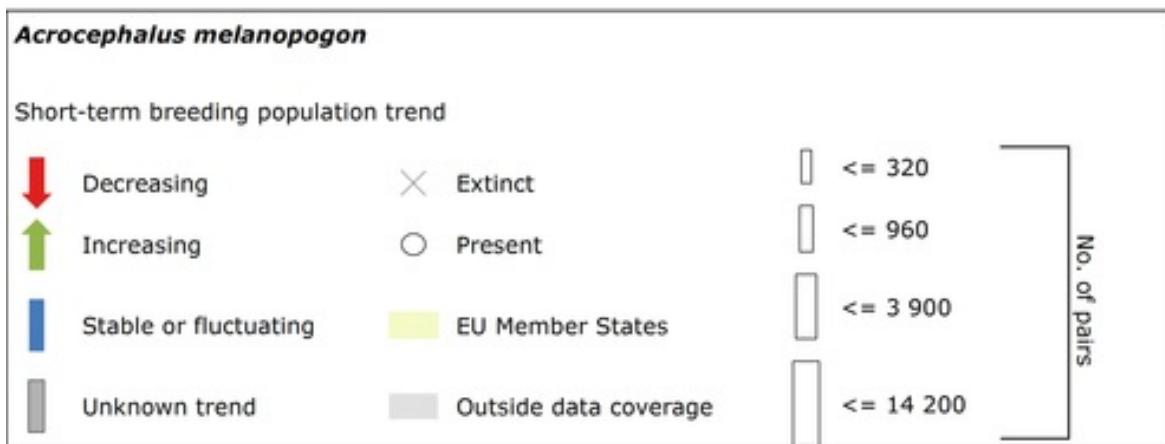 Acrocephalus melanopogon
Short-term breeding population trend
Decreasing
Extinct
<= 320
Increasing
Present
<= 960
Stable or fluctuating
EU Member States
<= 3 900
Unknown trend
Outside data coverage
<= 14 200
No. of pairs